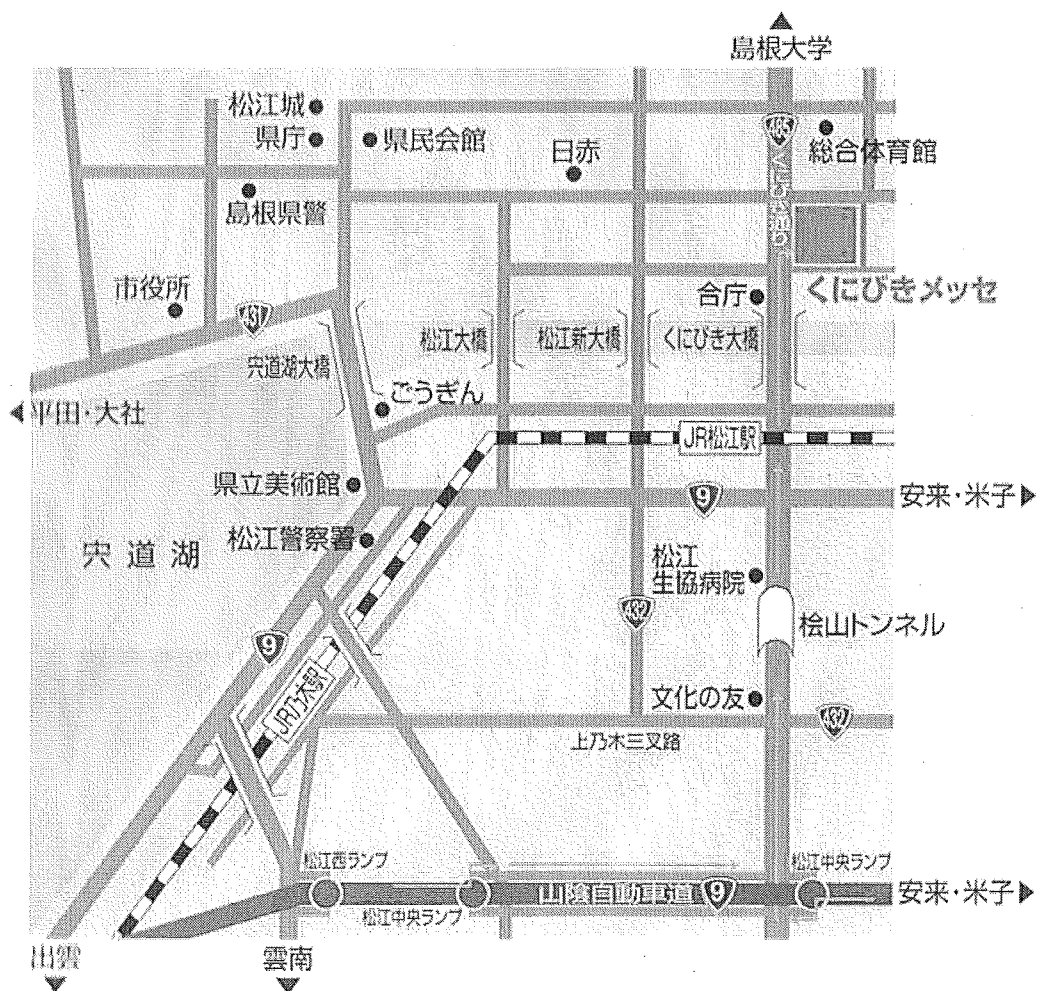 島根大学
松江城
県庁
県民会館
日赤
485
総合体育館
くにびき通り
島根県警
市役所
合庁
くにびきメッセ
431
宍道湖大橋
松江大橋
松江新大橋
くにびき大橋
ごうぎん
平田・大社
JR松江駅
県立美術館
9
安来・米子
松江警察署
宍道湖
松江
生協病院
432
桧山トンネル
9
JR乃木駅
文化の友
432
上乃木三叉路
松江西ランプ
松江中央ランプ
山陰自動車道
9
安来・米子
松江中央ランプ
出雲
雲南